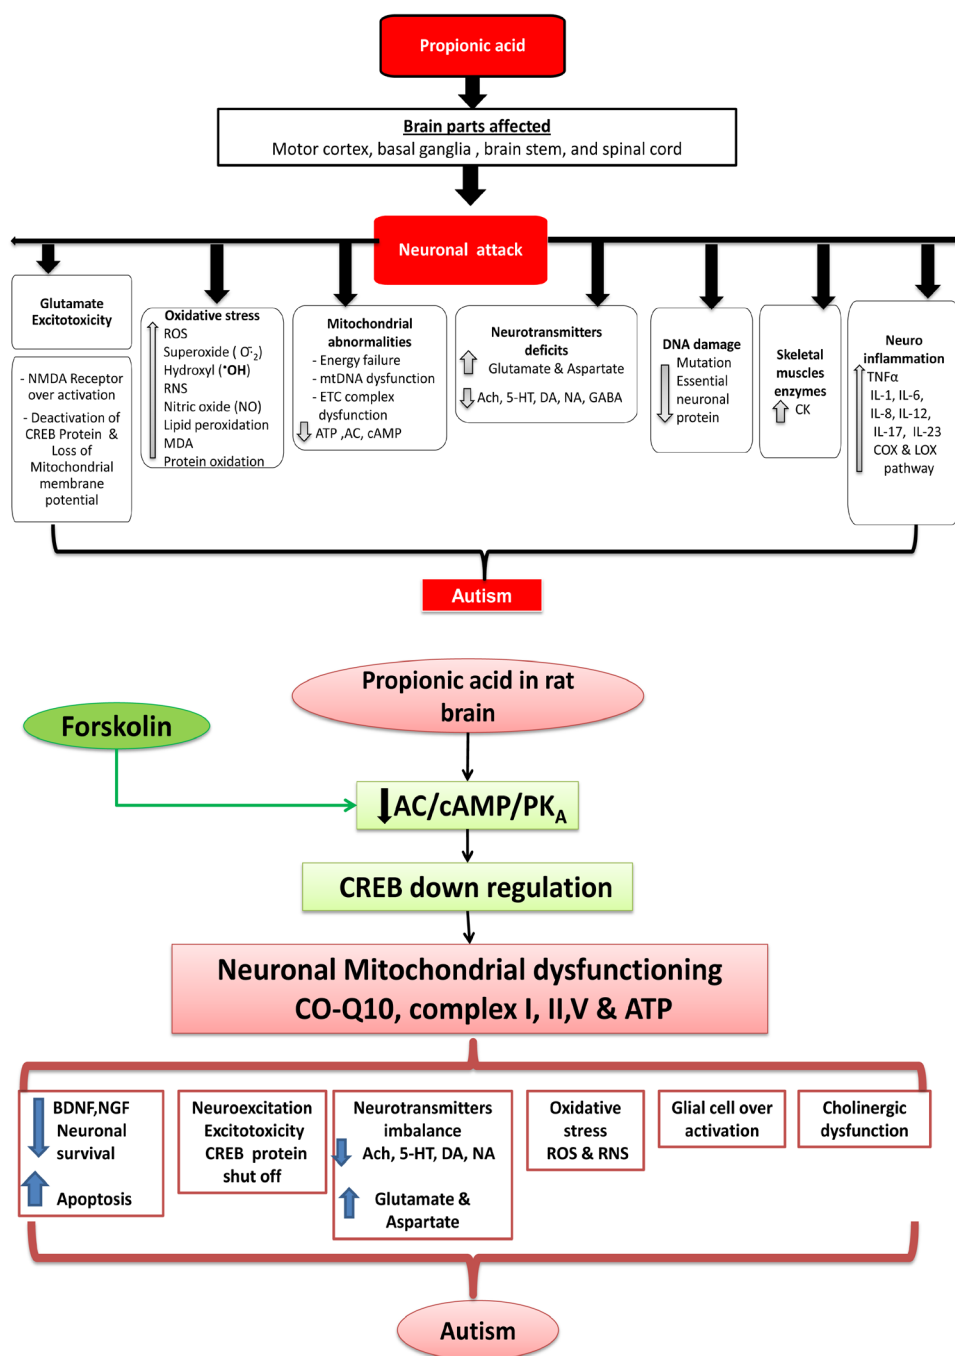 Propionic acid
Brain parts affected
Motor cortex, basal ganglia , brain stem, and spinal cord
Neuronal attack
Glutamate
Excitotoxicity
- NMDA Receptor
over activation
- Deactivation of
CREB Protein &
Loss of
Mitochondrial
membrane
potential
Oxidative stress
ROS
Superoxide ( O·̄₂)
Hydroxyl (•OH)
RNS
Nitric oxide (NO)
Lipid peroxidation
MDA
Protein oxidation
Mitochondrial
abnormalities
- Energy failure
- mtDNA dysfunction
- ETC complex
dysfunction
ATP ,AC, cAMP
Neurotransmitters
deficits
Glutamate & Aspartate
Ach, 5-HT, DA, NA, GABA
DNA damage
Mutation
Essential
neuronal
protein
Skeletal
muscles
enzymes
CK
Neuro
inflammation
TNFα
IL-1, IL-6,
IL-8, IL-12,
IL-17, IL-23
COX & LOX
pathway
Autism
Propionic acid in rat
brain
Forskolin
AC/cAMP/PKA
CREB down regulation
Neuronal Mitochondrial dysfunctioning
CO-Q10, complex I, II,V & ATP
BDNF,NGF
Neuronal
survival
Apoptosis
Neuroexcitation
Excitotoxicity
CREB protein
shut off
Neurotransmitters
imbalance
Ach, 5-HT, DA, NA
Glutamate &
Aspartate
Oxidative
stress
ROS & RNS
Glial cell over
activation
Cholinergic
dysfunction
Autism